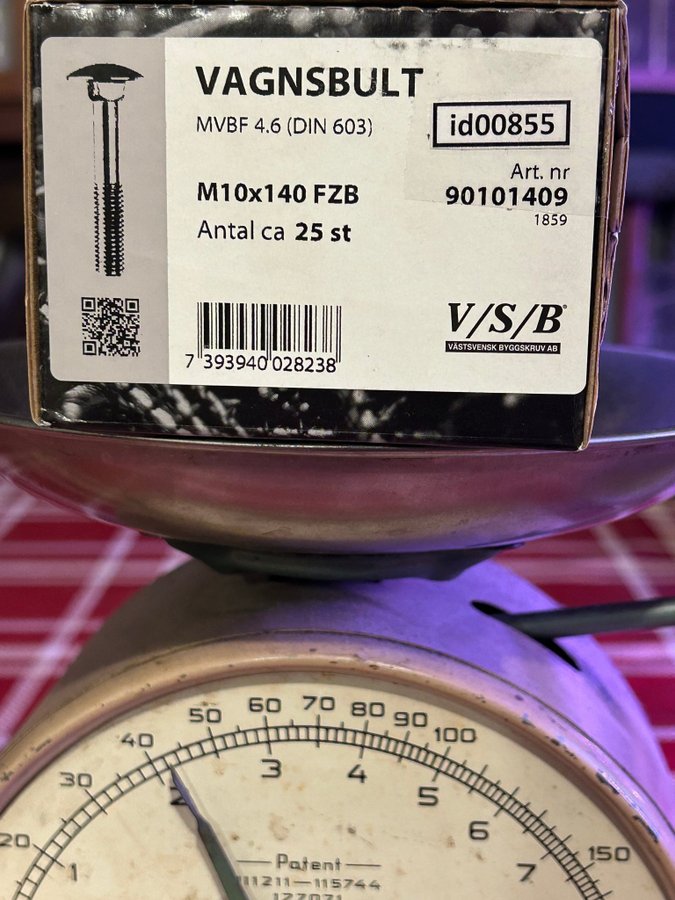 VAGNSBULT
MVBF 4.6 (DIN 603)
id00855
Art. nr
M10x140 FZB
90101409
1859
Antal ca 25 st
7 393940 028238
V/S/B®
VÄSTSVENSK BYGGSKRUV AB
20 30 40 50 60 70 80 90 100 150
1 2 3 4 5 6 7
Patent
111211—115744